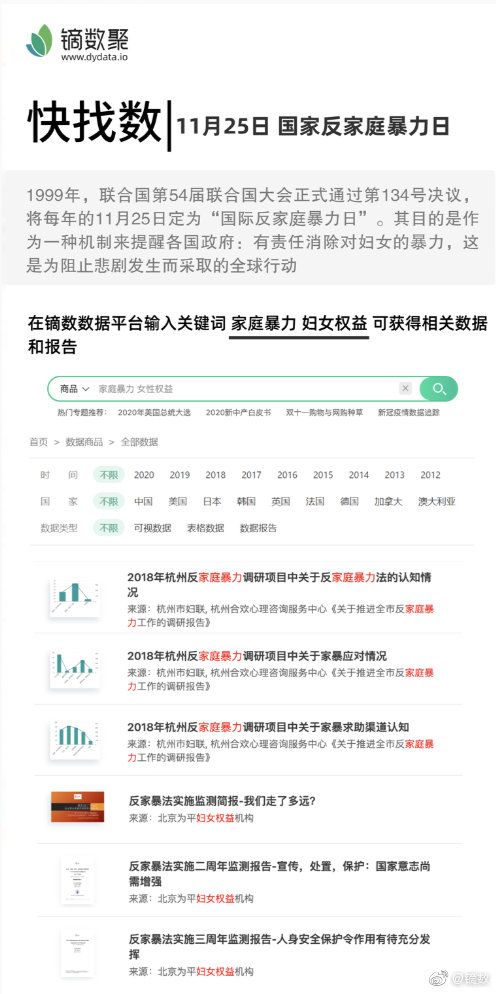 镝数聚
www.dydata.io
快找数 11月25日 国家反家庭暴力日
1999年，联合国第54届联合国大会正式通过第134号决议，
将每年的11月25日定为“国际反家庭暴力日”。其目的是作
为一种机制来提醒各国政府：有责任消除对妇女的暴力，这
是为阻止悲剧发生而采取的全球行动
在镝数数据平台输入关键词 家庭暴力 妇女权益 可获得相关数据
和报告
商品 家庭暴力 女性权益
热门专题推荐： 2020年美国总统大选 2020新中产白皮书 双十一购物与网购种草 新冠疫情数据追踪
首页 > 数据商品 > 全部数据
时 间 不限 2020 2019 2018 2017 2016 2015 2014 2013 2012
国 家 不限 中国 美国 日本 韩国 英国 法国 德国 加拿大 澳大利亚
数据类型 不限 可视数据 表格数据 数据报告
2018年杭州反家庭暴力调研项目中关于反家庭暴力法的认知情
况
来源：杭州市妇联, 杭州合欢心理咨询服务中心《关于推进全市反家庭暴
力工作的调研报告》
2018年杭州反家庭暴力调研项目中关于家暴应对情况
来源：杭州市妇联, 杭州合欢心理咨询服务中心《关于推进全市反家庭暴
力工作的调研报告》
2018年杭州反家庭暴力调研项目中关于家暴求助渠道认知
来源：杭州市妇联, 杭州合欢心理咨询服务中心《关于推进全市反家庭暴
力工作的调研报告》
反家暴法实施监测简报-我们走了多远?
来源：北京为平妇女权益机构
反家暴法实施二周年监测报告-宣传，处置，保护：国家意志尚
需增强
来源：北京为平妇女权益机构
反家暴法实施三周年监测报告-人身安全保护令作用有待充分发
挥
来源：北京为平妇女权益机构
@镝数